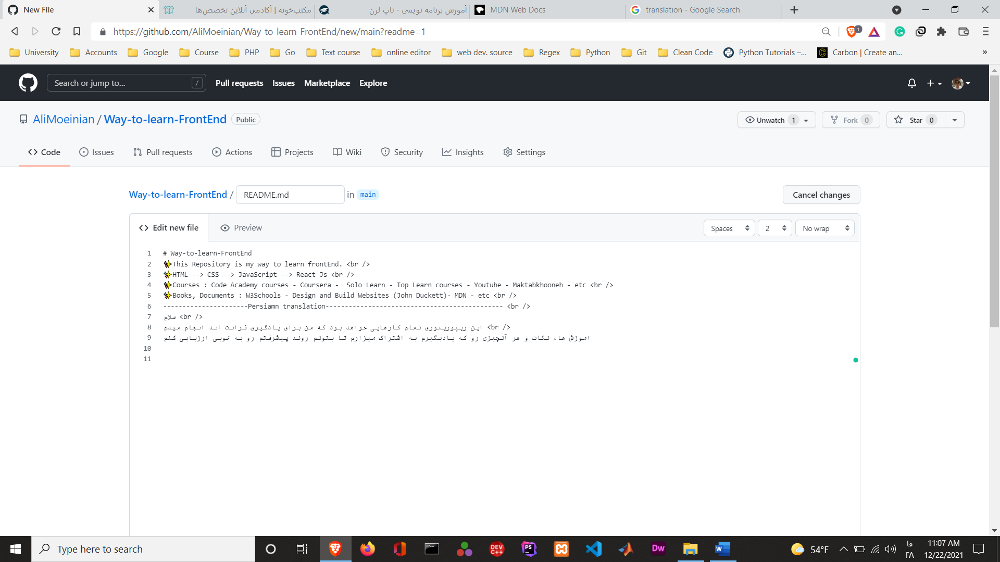 New File
مکتب‌خونه | آکادمی آنلاین تخصص‌ها
آموزش برنامه نویسی - تاپ لرن
MDN Web Docs
translation - Google Search
https://github.com/AliMoeinian/Way-to-learn-FrontEnd/new/main?readme=1
1
University
Accounts
Google
Course
PHP
Go
Text course
online editor
web dev. source
Regex
Python
Git
Clean Code
Python Tutorials –...
Carbon | Create an...
»
Search or jump to...
/
Pull requests
Issues
Marketplace
Explore
AliMoeinian / Way-to-learn-FrontEnd
Public
Unwatch 1
Fork 0
Star 0
Code
Issues
Pull requests
Actions
Projects
Wiki
Security
Insights
Settings
Way-to-learn-FrontEnd / README.md in main
Cancel changes
Edit new file
Preview
Spaces
2
No wrap
1 # Way-to-learn-FrontEnd
2 ✨This Repository is my way to learn frontEnd. <br />
3 ✨HTML --> CSS --> JavaScript --> React Js <br />
4 ✨Courses : Code Academy courses - Coursera -  Solo Learn - Top Learn courses - Youtube - Maktabkhooneh - etc <br />
5 ✨Books, Documents : W3Schools - Design and Build Websites (John Duckett)- MDN - etc <br />
6 ----------------------Persiamn translation---------------------------------------------- <br />
7 سلام <br />
8 این ریپوزیتوری تمام کارهایی خواهد بود که من برای یادگیری فرانت اند انجام میدم <br />
9 اموزش ها، نکات و هر آنچیزی رو که یادبگیرم به اشتراک میزارم تا بتونم روند پیشرفتم رو به خوبی ارزیابی کنم
10
11
Type here to search
DEV C++
PS
Dw
W
54°F
فا
FA
11:07 AM
12/22/2021